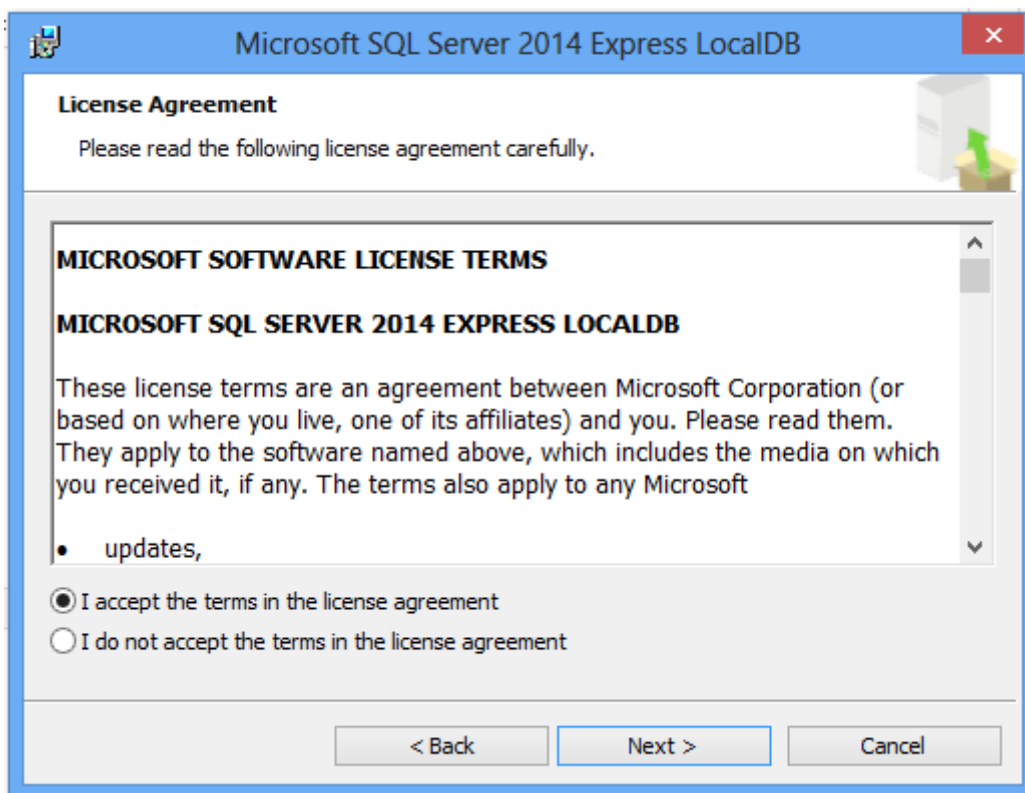 Microsoft SQL Server 2014 Express LocalDB
License Agreement
Please read the following license agreement carefully.
MICROSOFT SOFTWARE LICENSE TERMS
MICROSOFT SQL SERVER 2014 EXPRESS LOCALDB
These license terms are an agreement between Microsoft Corporation (or
based on where you live, one of its affiliates) and you. Please read them.
They apply to the software named above, which includes the media on which
you received it, if any. The terms also apply to any Microsoft
• updates,
I accept the terms in the license agreement
I do not accept the terms in the license agreement
< Back
Next >
Cancel